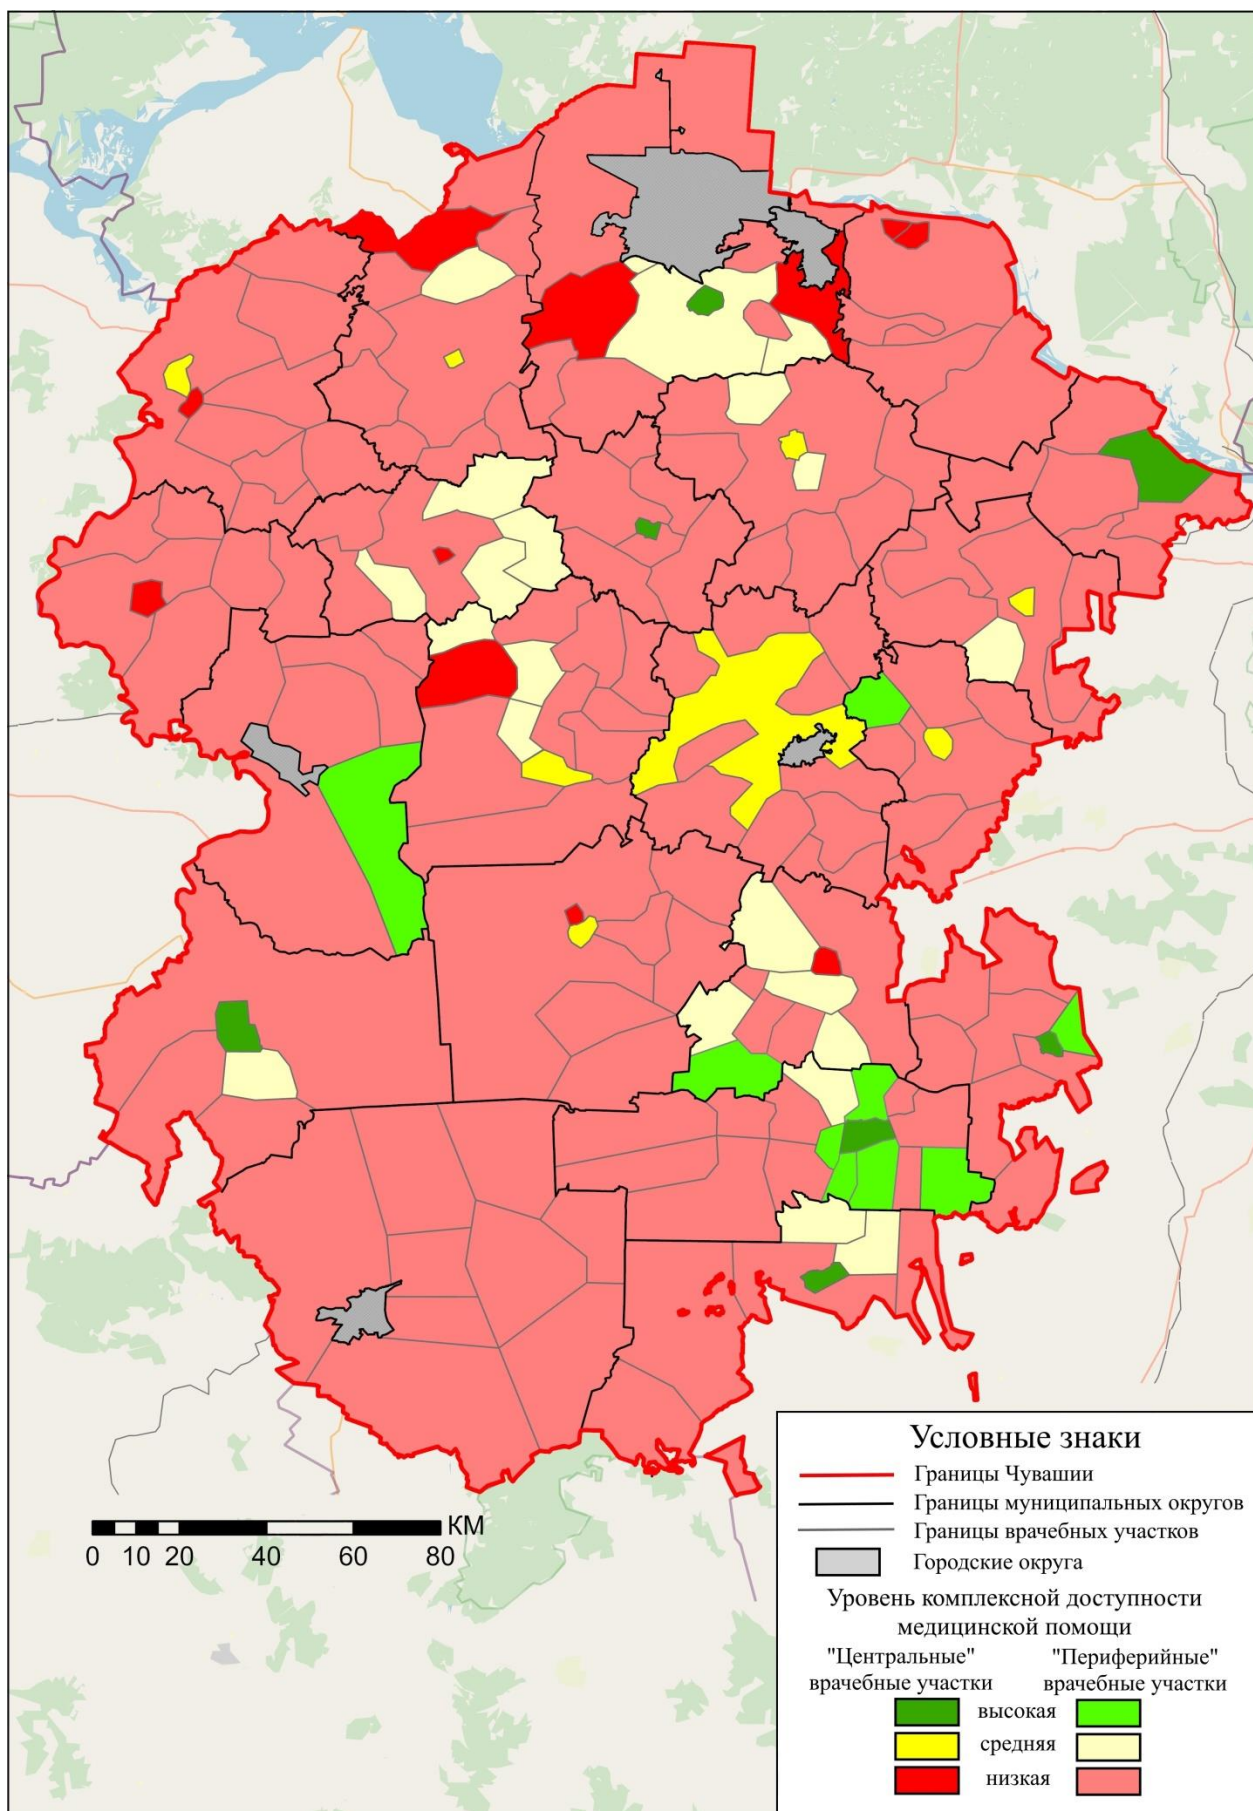 Условные знаки
Границы Чувашии
Границы муниципальных округов
Границы врачебных участков
Городские округа
Уровень комплексной доступности
медицинской помощи
"Центральные" "Периферийные"
врачебные участки врачебные участки
высокая
средняя
низкая
КМ
0 10 20 40 60 80